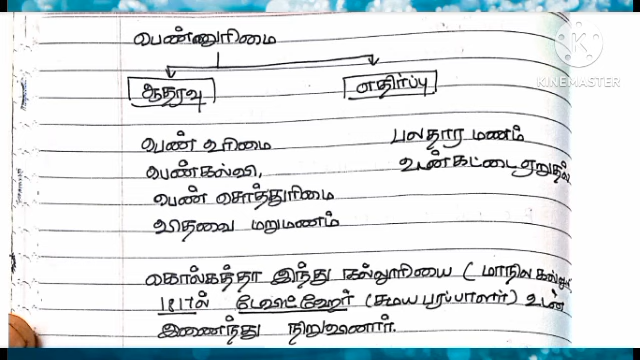 பெண்ணுரிமை
KINEMASTER
ஆதரவு எதிர்ப்பு
பெண் உரிமை பலதார மணம்
பெண்கல்வி, உடன்கட்டை ஏறுதல்
பெண் சொத்துரிமை
விதவை மறுமணம்
கொல்கத்தா இந்து கல்லூரியை (மாநில
1817ல் டேவிட்ஹேர் (சமய பரப்பாளர்) உடன்
இணைந்து நிறுவினார்.